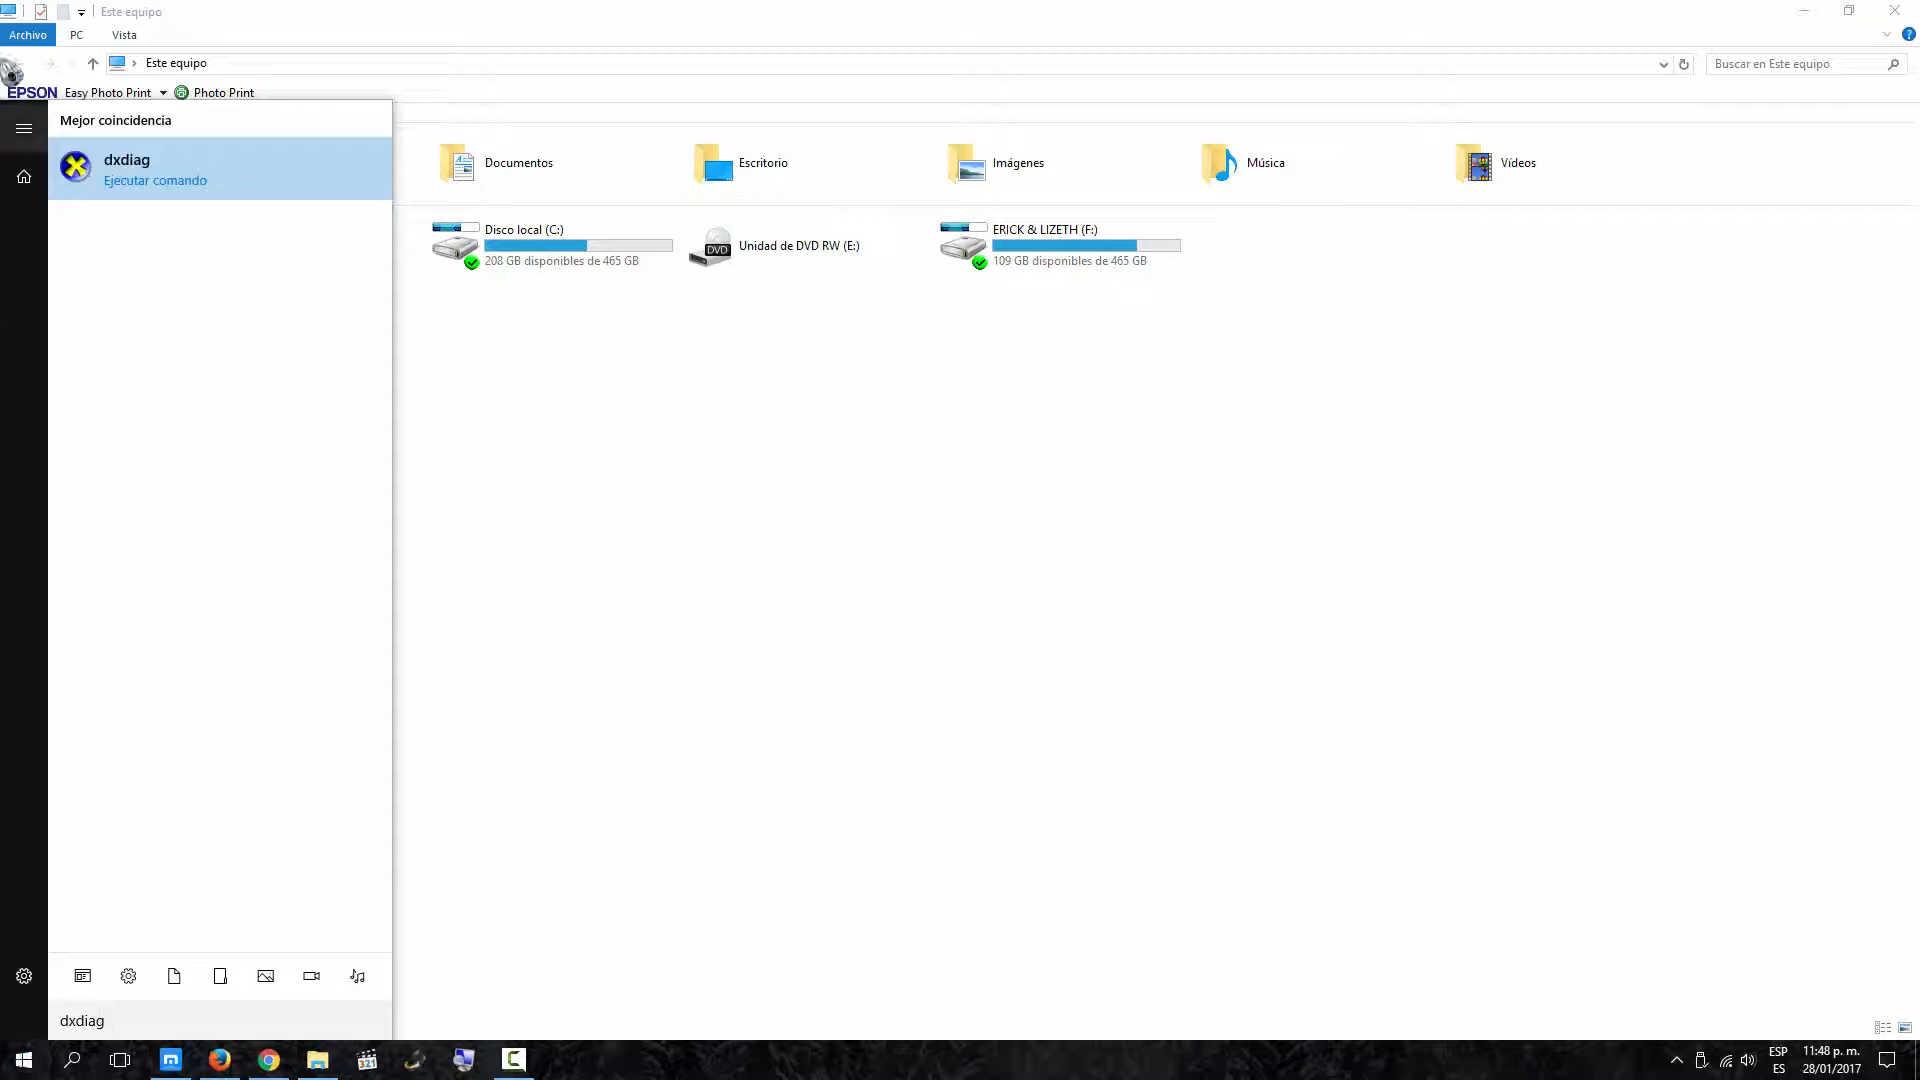 Este equipo
Archivo PC Vista
Este equipo
Buscar en Este equipo
EPSON Easy Photo Print Photo Print
Mejor coincidencia
dxdiag
Ejecutar comando
Documentos
Escritorio
Imágenes
Música
Vídeos
Disco local (C:)
208 GB disponibles de 465 GB
DVD
Unidad de DVD RW (E:)
ERICK & LIZETH (F:)
109 GB disponibles de 465 GB
dxdiag
321
ESP
ES
11:48 p. m.
28/01/2017